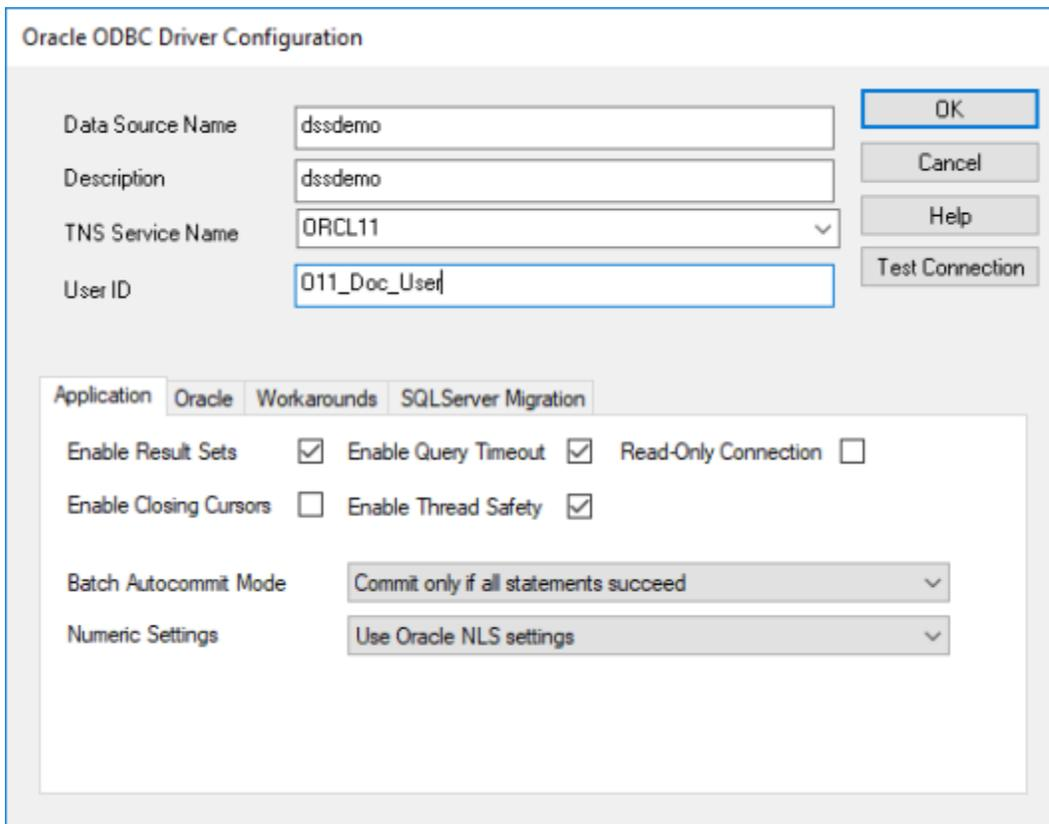 Oracle ODBC Driver Configuration
Data Source Name dssdemo OK
Description dssdemo Cancel
TNS Service Name ORCL11 Help
User ID O11_Doc_User Test Connection
Application Oracle Workarounds SQLServer Migration
Enable Result Sets Enable Query Timeout Read-Only Connection
Enable Closing Cursors Enable Thread Safety
Batch Autocommit Mode Commit only if all statements succeed
Numeric Settings Use Oracle NLS settings